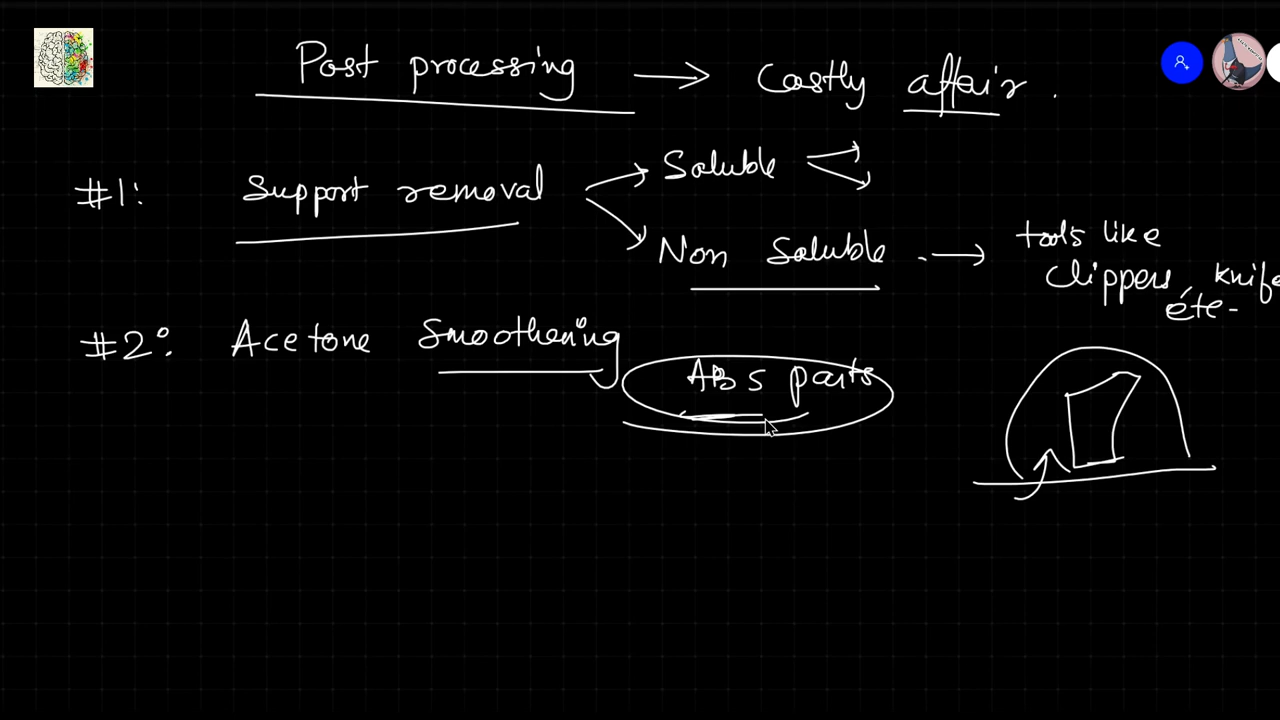 Post processing → Costly affair.
#1: Support removal → Soluble
→ Non Soluble → tools like
clippers, knife
ete-
#2: Acetone Smoothening
ABS parts